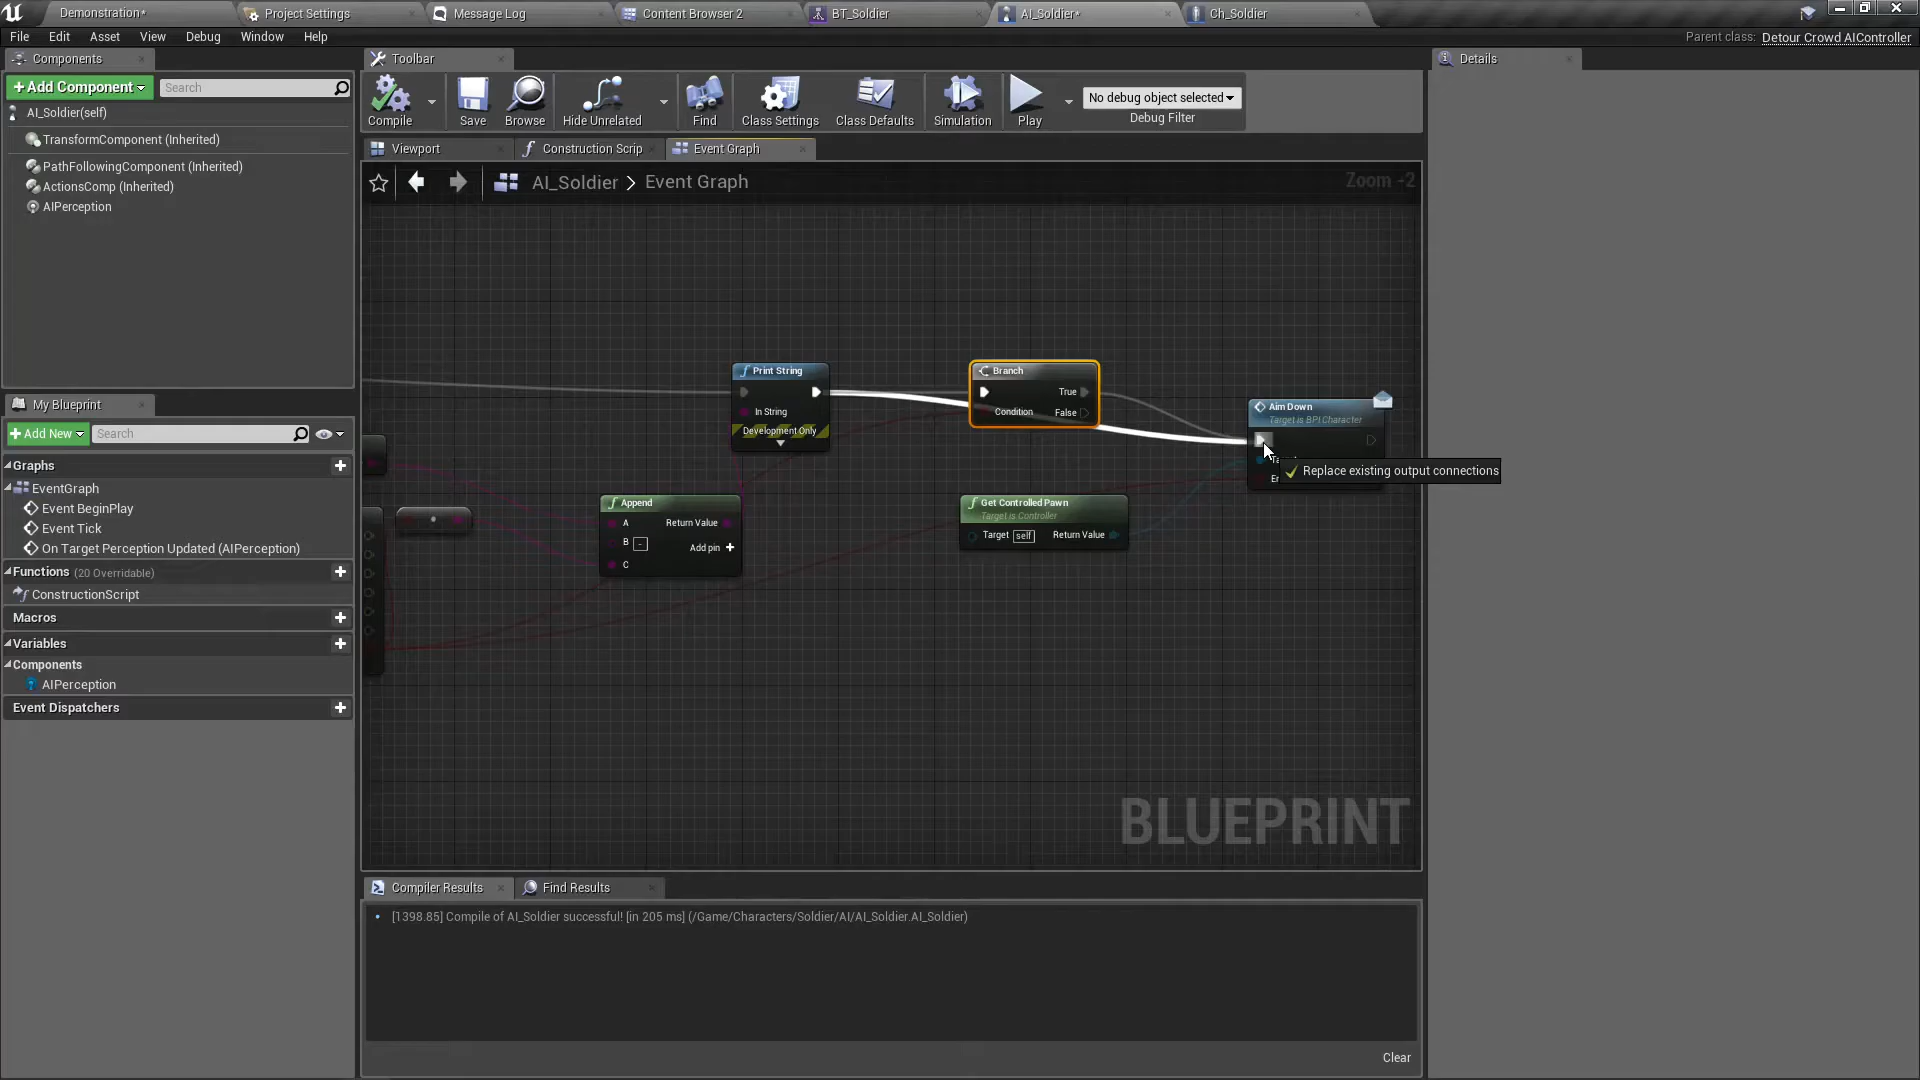 Demonstration*
Project Settings
Message Log
Content Browser 2
BT_Soldier
AI_Soldier*
Ch_Soldier
File
Edit
Asset
View
Debug
Window
Help
Parent class: Detour Crowd AIController
Components
Toolbar
Details
+Add Component
Search
AI_Soldier(self)
TransformComponent (Inherited)
PathFollowingComponent (Inherited)
ActionsComp (Inherited)
AIPerception
Compile
Save
Browse
Hide Unrelated
Find
Class Settings
Class Defaults
Simulation
Play
No debug object selected
Debug Filter
Viewport
Construction Scrip
Event Graph
AI_Soldier > Event Graph
Zoom -2
Print String
In String
Development Only
Branch
True
Condition
False
Aim Down
Target is BPI Character
Replace existing output connections
Append
A
Return Value
B
-
Add pin +
C
Get Controlled Pawn
Target is Controller
Target self
Return Value
BLUEPRINT
My Blueprint
+Add New
Search
Graphs
EventGraph
Event BeginPlay
Event Tick
On Target Perception Updated (AIPerception)
Functions (20 Overridable)
ConstructionScript
Macros
Variables
Components
AIPerception
Event Dispatchers
Compiler Results
Find Results
[1398.85] Compile of AI_Soldier successful! [in 205 ms] (/Game/Characters/Soldier/AI/AI_Soldier.AI_Soldier)
Clear